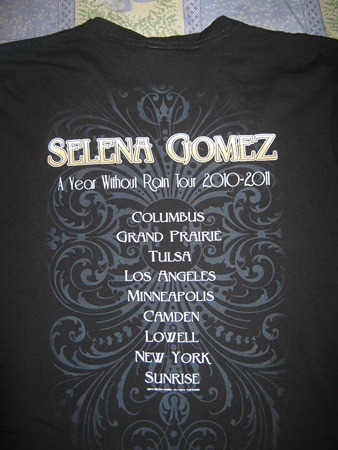 SELENA GOMEZ
A Year Without Rain Tour 2010-2011
COLUMBUS
GRAND PRAIRIE
TULSA
LOS ANGELES
MINNEAPOLIS
CAMDEN
LOWELL
NEW YORK
SUNRISE